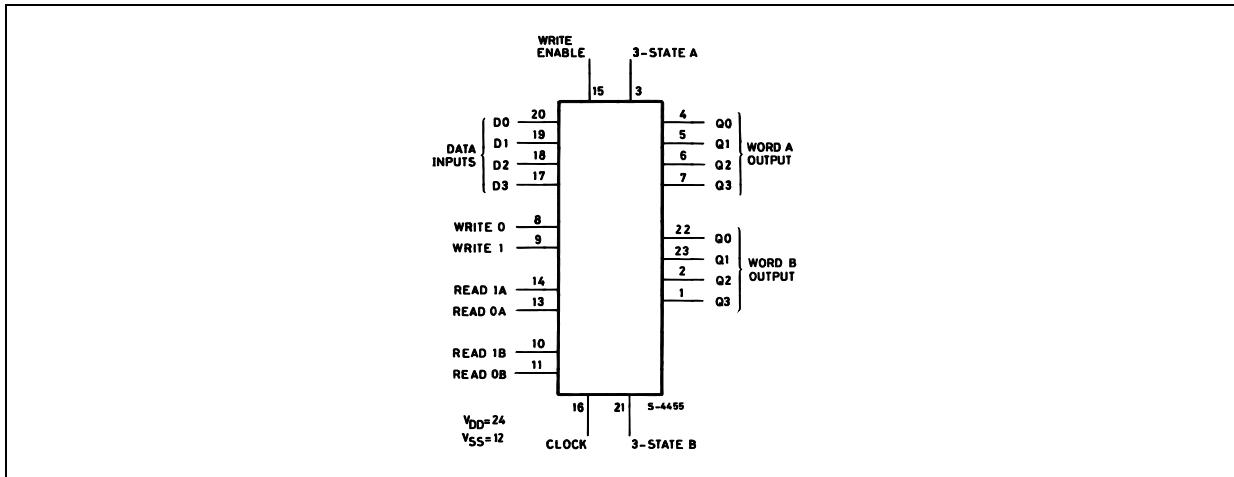 WRITE
ENABLE
3-STATE A
15
3
DATA
INPUTS
D0
20
D1
19
D2
18
D3
17
4
Q0
5
Q1
6
Q2
7
Q3
WORD A
OUTPUT
WRITE 0
8
WRITE 1
9
22
Q0
23
Q1
2
Q2
1
Q3
WORD B
OUTPUT
READ 1A
14
READ 0A
13
READ 1B
10
READ 0B
11
16
21
S-4455
VDD=24
VSS=12
CLOCK
3-STATE B